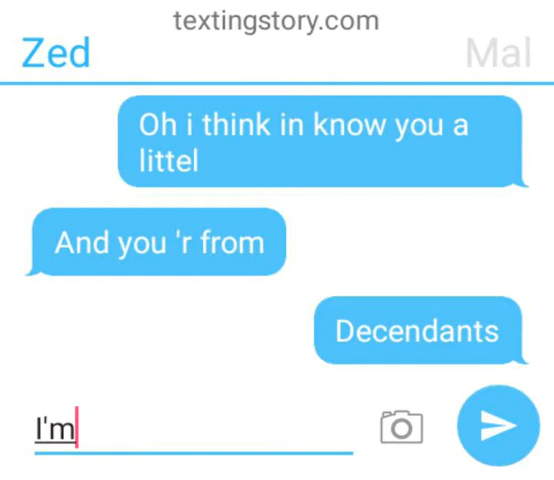 textingstory.com
Zed
Mal
Oh i think in know you a
littel
And you 'r from
Decendants
I'm